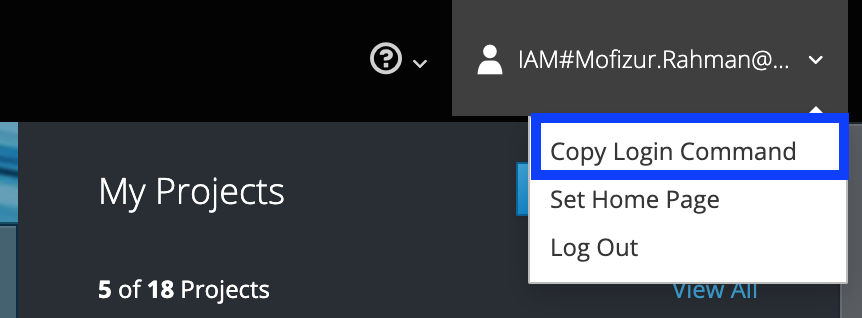 IAM#Mofizur.Rahman@...
Copy Login Command
My Projects
Set Home Page
Log Out
5 of 18 Projects
View All